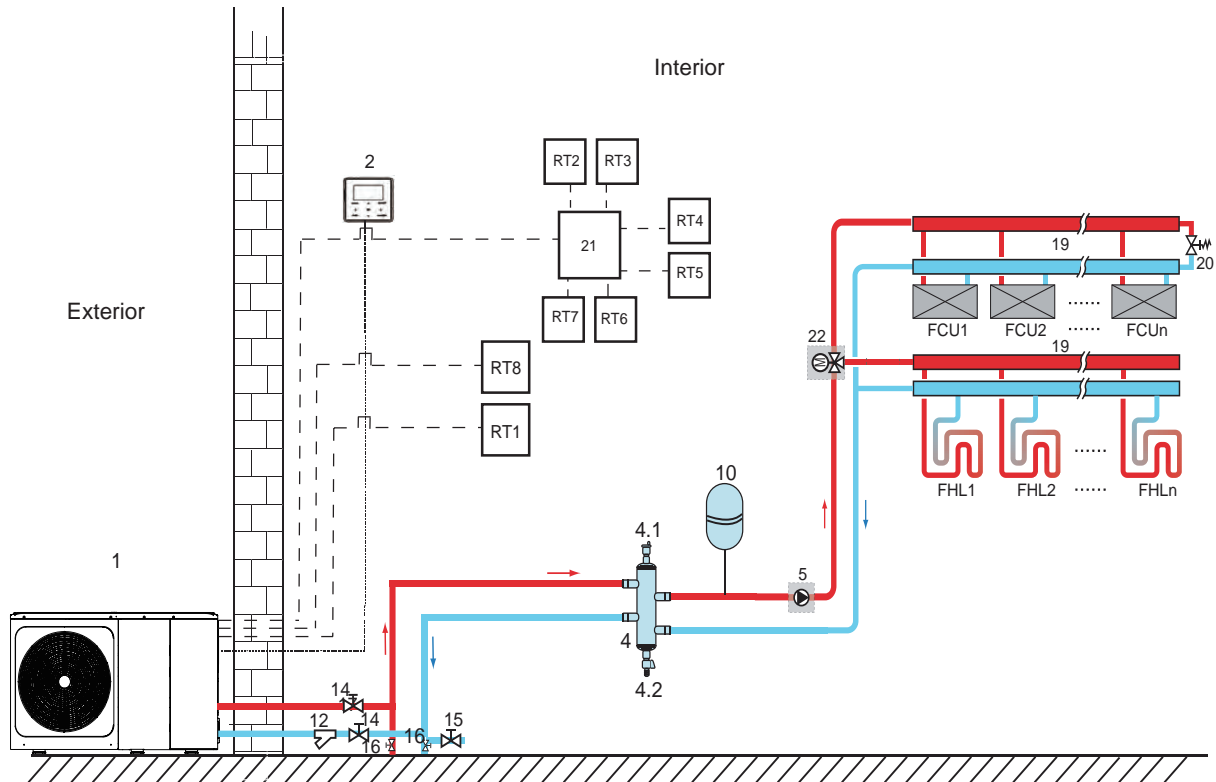 Interior
2
RT2
RT3
RT4
21
RT5
RT7
RT6
Exterior
RT8
RT1
19
20
FCU1
FCU2
......
......
FCUn
22
19
......
FHL1
FHL2
......
FHLn
10
4.1
1
5
4
4.2
14
12
14
16
16
15